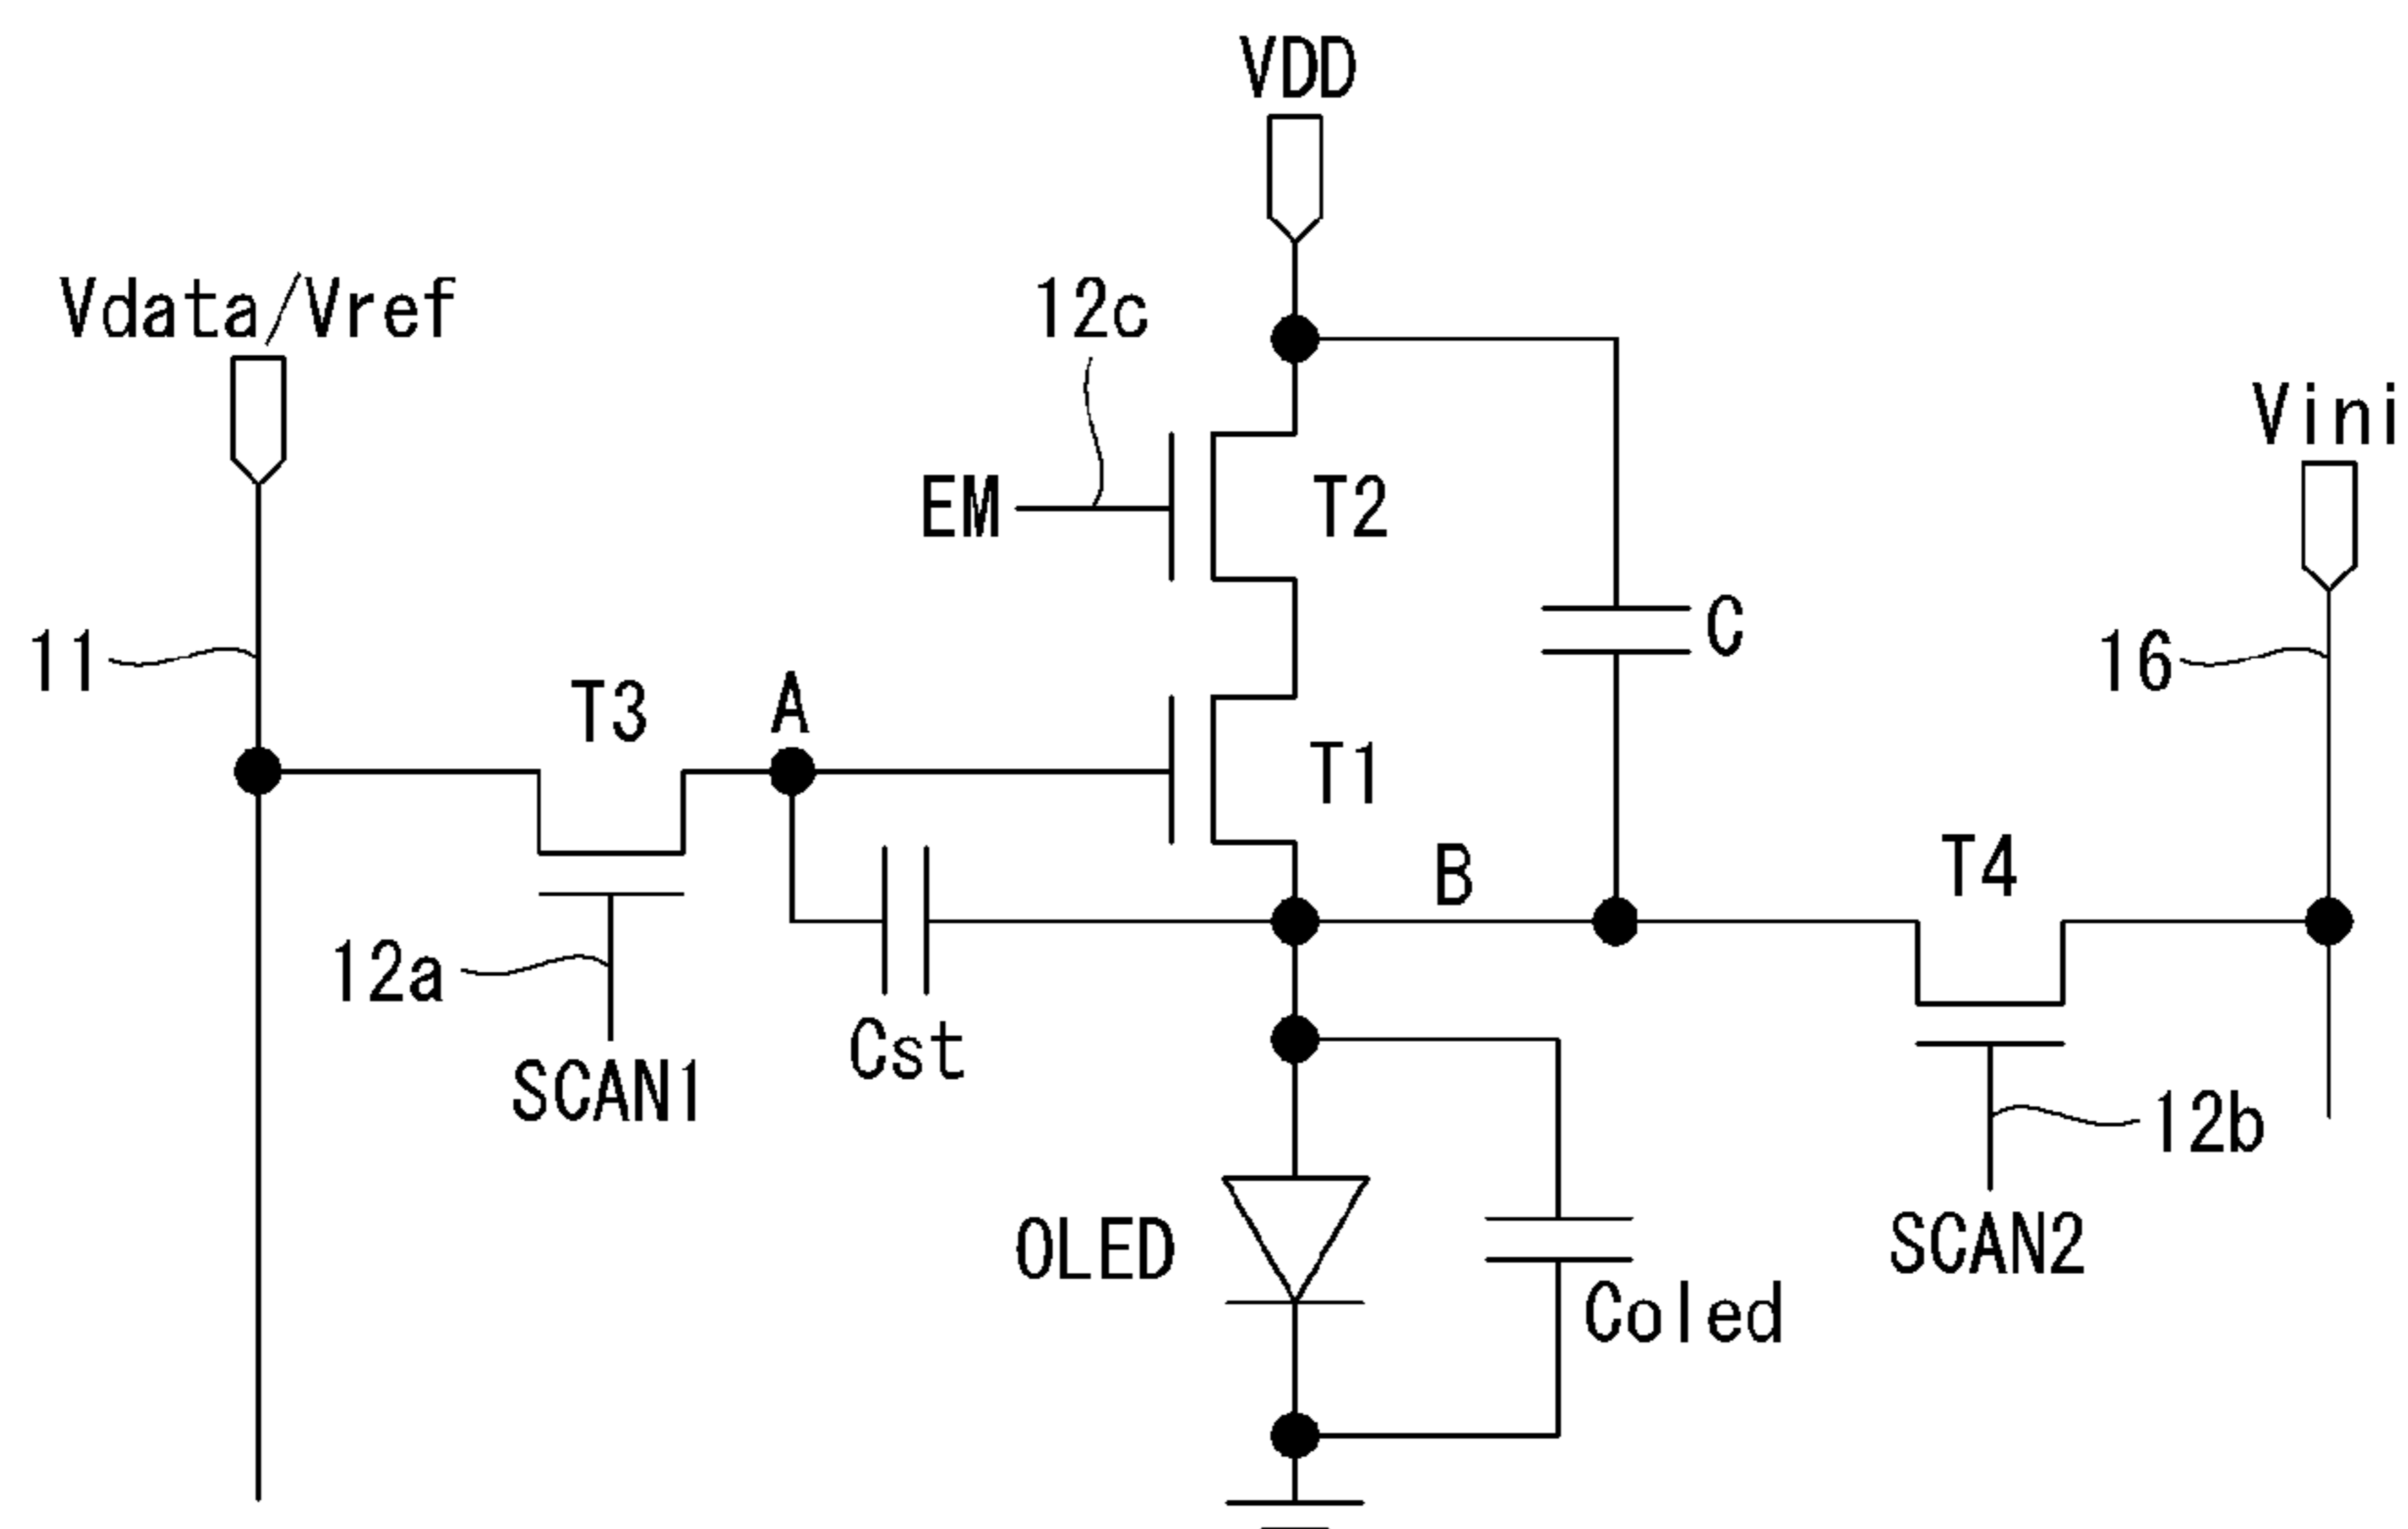 VDD
Vdata/Vref
12c
Vini
EM
T2
C
11
16
T3
A
T1
B
T4
12a
Cst
SCAN1
12b
OLED
SCAN2
Coled